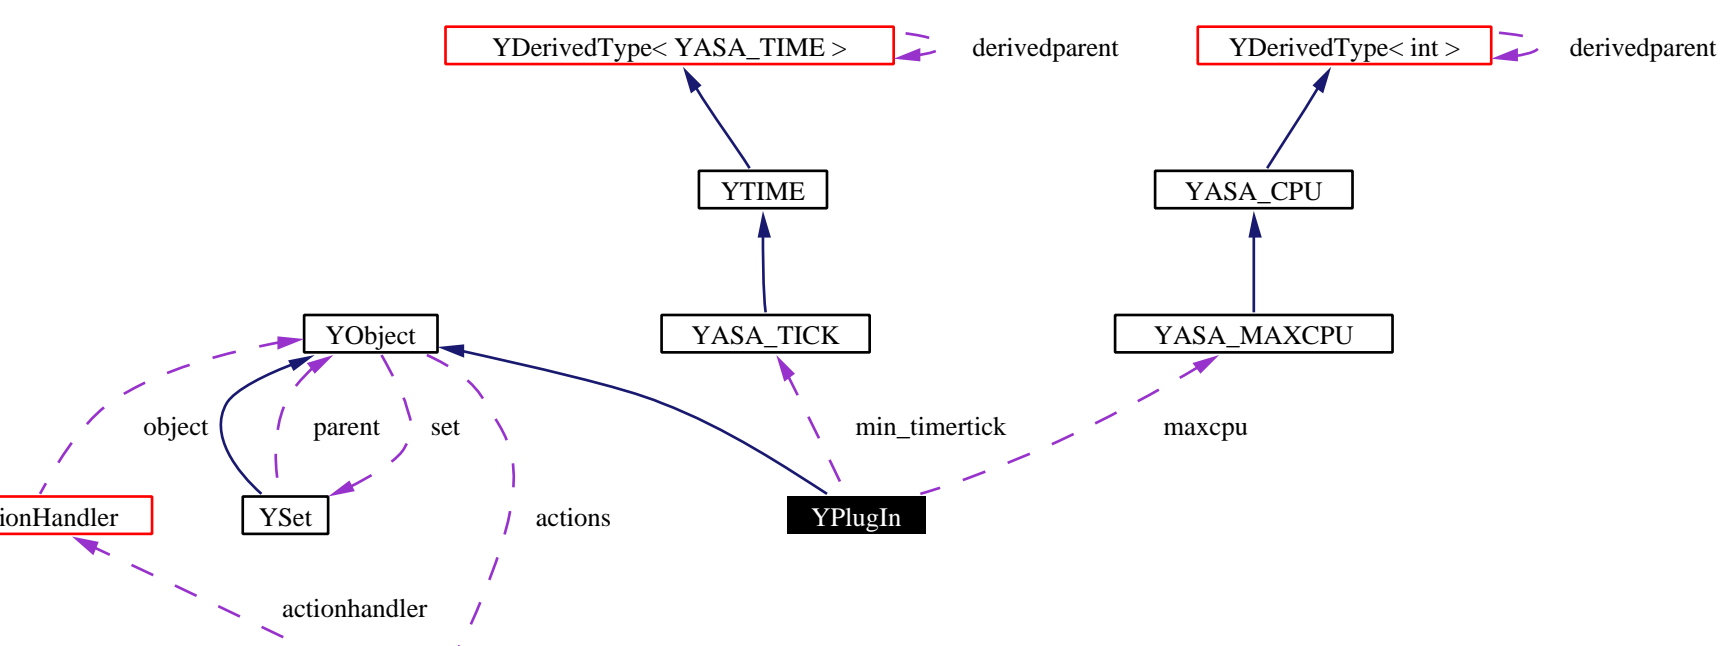 YDerivedType< YASA_TIME >
derivedparent
YDerivedType< int >
derivedparent
YTIME
YASA_CPU
YObject
YASA_TICK
YASA_MAXCPU
object
parent
set
min_timertick
maxcpu
ionHandler
YSet
actions
YPlugIn
actionhandler